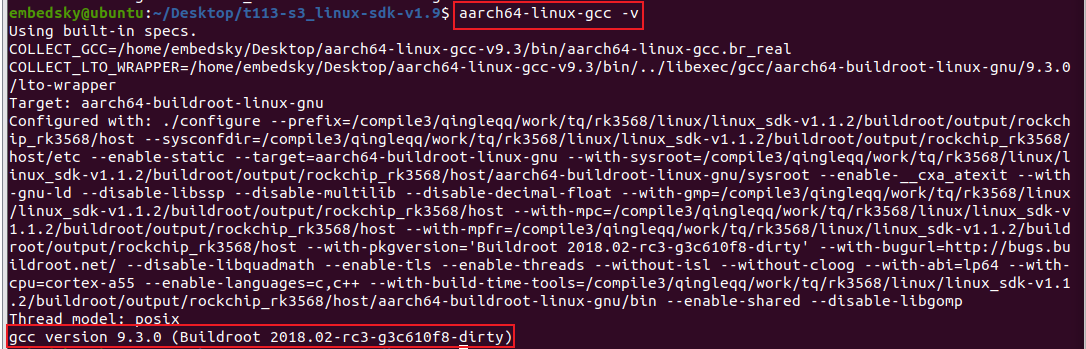 embedsky@ubuntu:~/Desktop/t113-s3_linux-sdk-v1.9$ aarch64-linux-gcc -v
Using built-in specs.
COLLECT_GCC=/home/embedsky/Desktop/aarch64-linux-gcc-v9.3/bin/aarch64-linux-gcc.br_real
COLLECT_LTO_WRAPPER=/home/embedsky/Desktop/aarch64-linux-gcc-v9.3/bin/../libexec/gcc/aarch64-buildroot-linux-gnu/9.3.0
/lto-wrapper
Target: aarch64-buildroot-linux-gnu
Configured with: ./configure --prefix=/compile3/qingleqq/work/tq/rk3568/linux/linux_sdk-v1.1.2/buildroot/output/rockch
ip_rk3568/host --sysconfdir=/compile3/qingleqq/work/tq/rk3568/linux/linux_sdk-v1.1.2/buildroot/output/rockchip_rk3568/
host/etc --enable-static --target=aarch64-buildroot-linux-gnu --with-sysroot=/compile3/qingleqq/work/tq/rk3568/linux/l
inux_sdk-v1.1.2/buildroot/output/rockchip_rk3568/host/aarch64-buildroot-linux-gnu/sysroot --enable-__cxa_atexit --with
-gnu-ld --disable-libssp --disable-multilib --disable-decimal-float --with-gmp=/compile3/qingleqq/work/tq/rk3568/linux
/linux_sdk-v1.1.2/buildroot/output/rockchip_rk3568/host --with-mpc=/compile3/qingleqq/work/tq/rk3568/linux/linux_sdk-v
1.1.2/buildroot/output/rockchip_rk3568/host --with-mpfr=/compile3/qingleqq/work/tq/rk3568/linux/linux_sdk-v1.1.2/build
root/output/rockchip_rk3568/host --with-pkgversion='Buildroot 2018.02-rc3-g3c610f8-dirty' --with-bugurl=http://bugs.bu
ildroot.net/ --disable-libquadmath --enable-tls --enable-threads --without-isl --without-cloog --with-abi=lp64 --with-
cpu=cortex-a55 --enable-languages=c,c++ --with-build-time-tools=/compile3/qingleqq/work/tq/rk3568/linux/linux_sdk-v1.1
.2/buildroot/output/rockchip_rk3568/host/aarch64-buildroot-linux-gnu/bin --enable-shared --disable-libgomp
Thread model: posix
gcc version 9.3.0 (Buildroot 2018.02-rc3-g3c610f8-dirty)